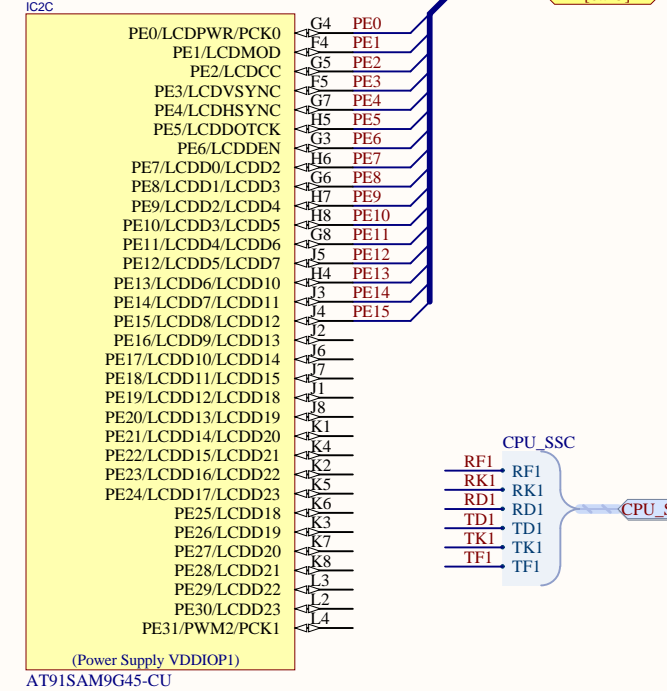 IC2C
PE0/LCDPWR/PCK0 G4 PE0
PE1/LCDMOD F4 PE1
PE2/LCDCC G5 PE2
PE3/LCDVSYNC F5 PE3
PE4/LCDHSYNC G7 PE4
PE5/LCDDOTCK H5 PE5
PE6/LCDDEN G3 PE6
PE7/LCDD0/LCDD2 H6 PE7
PE8/LCDD1/LCDD3 G6 PE8
PE9/LCDD2/LCDD4 H7 PE9
PE10/LCDD3/LCDD5 H8 PE10
PE11/LCDD4/LCDD6 G8 PE11
PE12/LCDD5/LCDD7 J5 PE12
PE13/LCDD6/LCDD10 H4 PE13
PE14/LCDD7/LCDD11 J3 PE14
PE15/LCDD8/LCDD12 J4 PE15
PE16/LCDD9/LCDD13 J2
PE17/LCDD10/LCDD14 J6
PE18/LCDD11/LCDD15 J7
PE19/LCDD12/LCDD18 J1
PE20/LCDD13/LCDD19 J8
PE21/LCDD14/LCDD20 K1
PE22/LCDD15/LCDD21 K4
PE23/LCDD16/LCDD22 K2
PE24/LCDD17/LCDD23 K5
PE25/LCDD18 K6
PE26/LCDD19 K3
PE27/LCDD20 K7
PE28/LCDD21 K8
PE29/LCDD22 L3
PE30/LCDD23 L2
PE31/PWM2/PCK1 L4
(Power Supply VDDIOP1)
AT91SAM9G45-CU
CPU_SSC
RF1 RF1
RK1 RK1
RD1 RD1
TD1 TD1
TK1 TK1
TF1 TF1